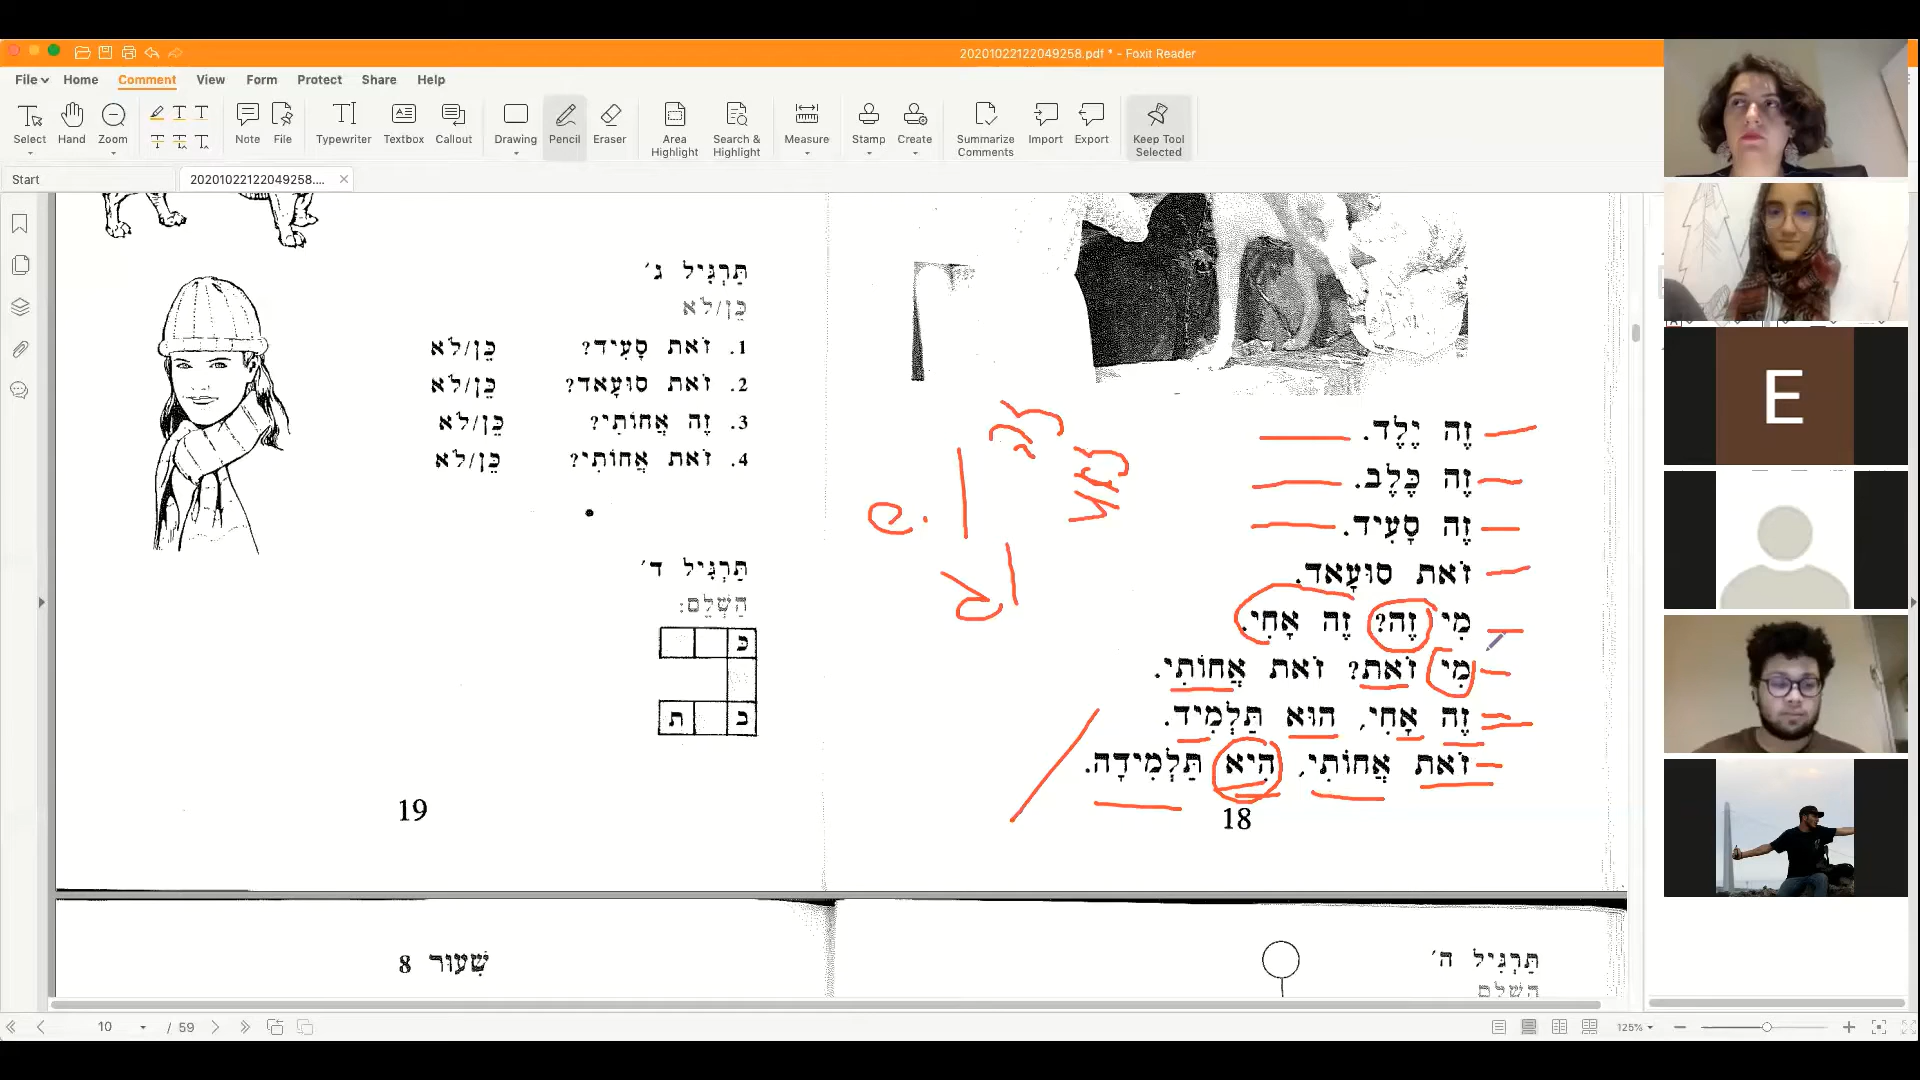 20201022122049258.pdf * - Foxit Reader
File Home Comment View Form Protect Share Help
Select Hand Zoom Note File Typewriter Textbox Callout Drawing Pencil Eraser Area Highlight Search & Highlight Measure Stamp Create Summarize Comments Import Export Keep Tool Selected
Start 20201022122049258....
זֶה יֶלֶד.
זֶה כֶּלֶב.
זֶה סָעִיד.
זֹאת סוּעָאד.
מִי זֶה? זֶה אָחִי.
מִי זֹאת? זֹאת אֲחוֹתִי.
זֶה אָחִי, הוּא תַּלְמִיד.
זֹאת אֲחוֹתִי, הִיא תַּלְמִידָה.
18
תַּרְגִּיל ג׳
כֵּן/לֹא
1. זֹאת סָעִיד? כֵּן/לֹא
2. זֹאת סוּעָאד? כֵּן/לֹא
3. זֶה אֲחוֹתִי? כֵּן/לֹא
4. זֹאת אֲחוֹתִי? כֵּן/לֹא
תַּרְגִּיל ד׳
הַשְׁלֵם:
כּ
כּ ת
19
תַּרְגִּיל ה׳
השלם
שִׁעוּר 8
E
10 / 59
125%